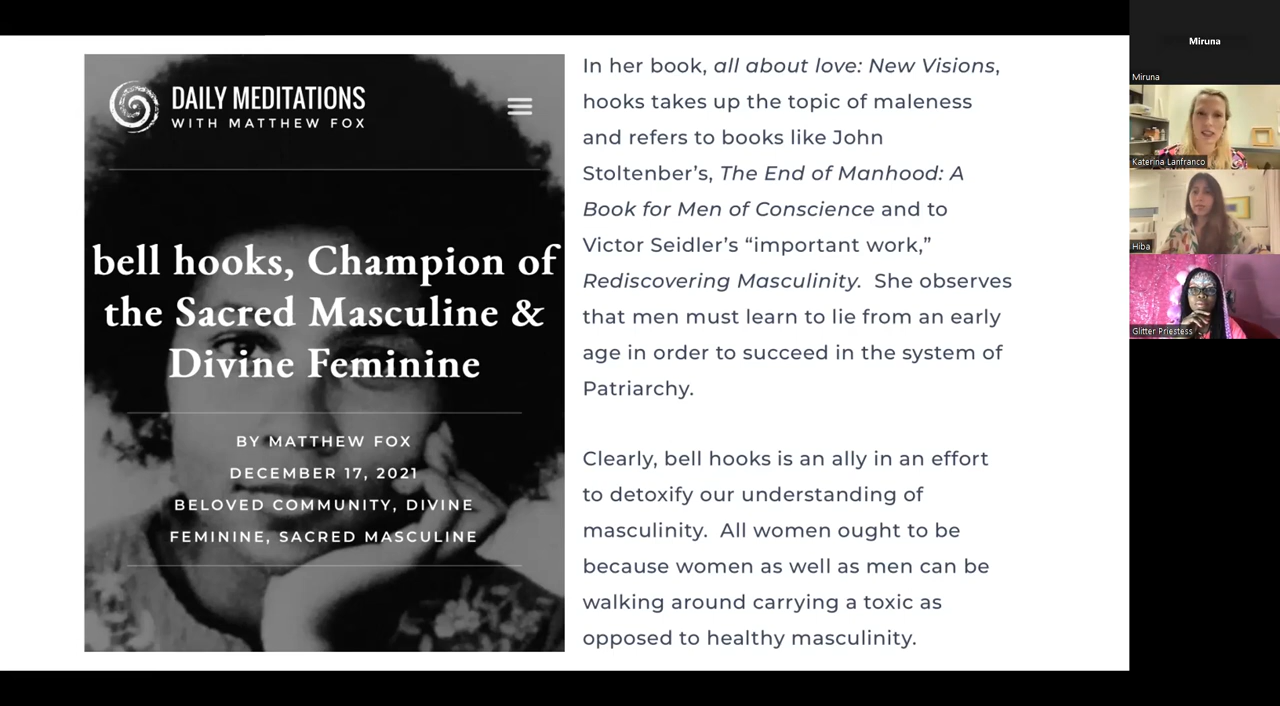 DAILY MEDITATIONS
WITH MATTHEW FOX
bell hooks, Champion of
the Sacred Masculine &
Divine Feminine
BY MATTHEW FOX
DECEMBER 17, 2021
BELOVED COMMUNITY, DIVINE
FEMININE, SACRED MASCULINE
In her book, all about love: New Visions,
hooks takes up the topic of maleness
and refers to books like John
Stoltenber’s, The End of Manhood: A
Book for Men of Conscience and to
Victor Seidler’s “important work,”
Rediscovering Masculinity.  She observes
that men must learn to lie from an early
age in order to succeed in the system of
Patriarchy.
Clearly, bell hooks is an ally in an effort
to detoxify our understanding of
masculinity.  All women ought to be
because women as well as men can be
walking around carrying a toxic as
opposed to healthy masculinity.
Miruna
Miruna
Katerina Lanfranco
Hiba
Glitter Priestess